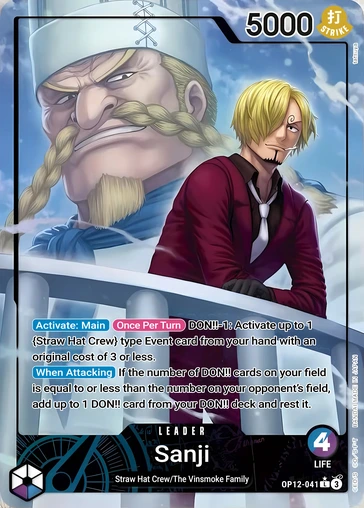 5000 打
STRIKE
Activate: Main Once Per Turn DON!!-1: Activate up to 1
{Straw Hat Crew} type Event card from your hand with an
original cost of 3 or less.
When Attacking If the number of DON!! cards on your field
is equal to or less than the number on your opponent's field,
add up to 1 DON!! card from your DON!! deck and rest it.
LEADER
Sanji
4
LIFE
Straw Hat Crew/The Vinsmoke Family
OP12-041 L 3